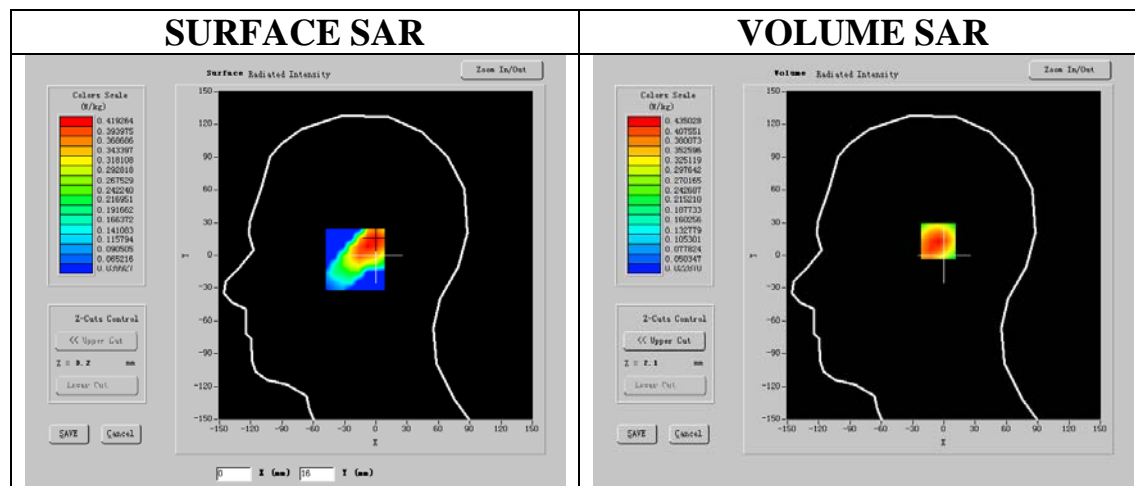 SURFACE SAR
VOLUME SAR
Surface Radiated Intensity
Zoom In/Out
Colors Scale
(W/kg)
0.419264
0.393975
0.368686
0.343397
0.318108
0.292818
0.267529
0.242240
0.216951
0.191662
0.166372
0.141083
0.115794
0.090505
0.065216
150
120
90
60
30
0
-30
-60
-90
-120
-150
Y
-150 -120 -90 -60 -30 0 30 60 90 120 150
X
Z-Cuts Control
<< Upper Cut
Z = 9.2 mm
Lower Cut
SAVE Cancel
0 X (mm) 16 Y (mm)
Volume Radiated Intensity
Zoom In/Out
Colors Scale
(W/kg)
0.435028
0.407551
0.380073
0.352596
0.325119
0.297642
0.270165
0.242687
0.215210
0.187733
0.160256
0.132779
0.105301
0.077824
0.050347
150
120
90
60
30
0
-30
-60
-90
-120
-150
Y
-150 -120 -90 -60 -30 0 30 60 90 120 150
X
Z-Cuts Control
<< Upper Cut
Z = 2.1 mm
Lower Cut
SAVE Cancel